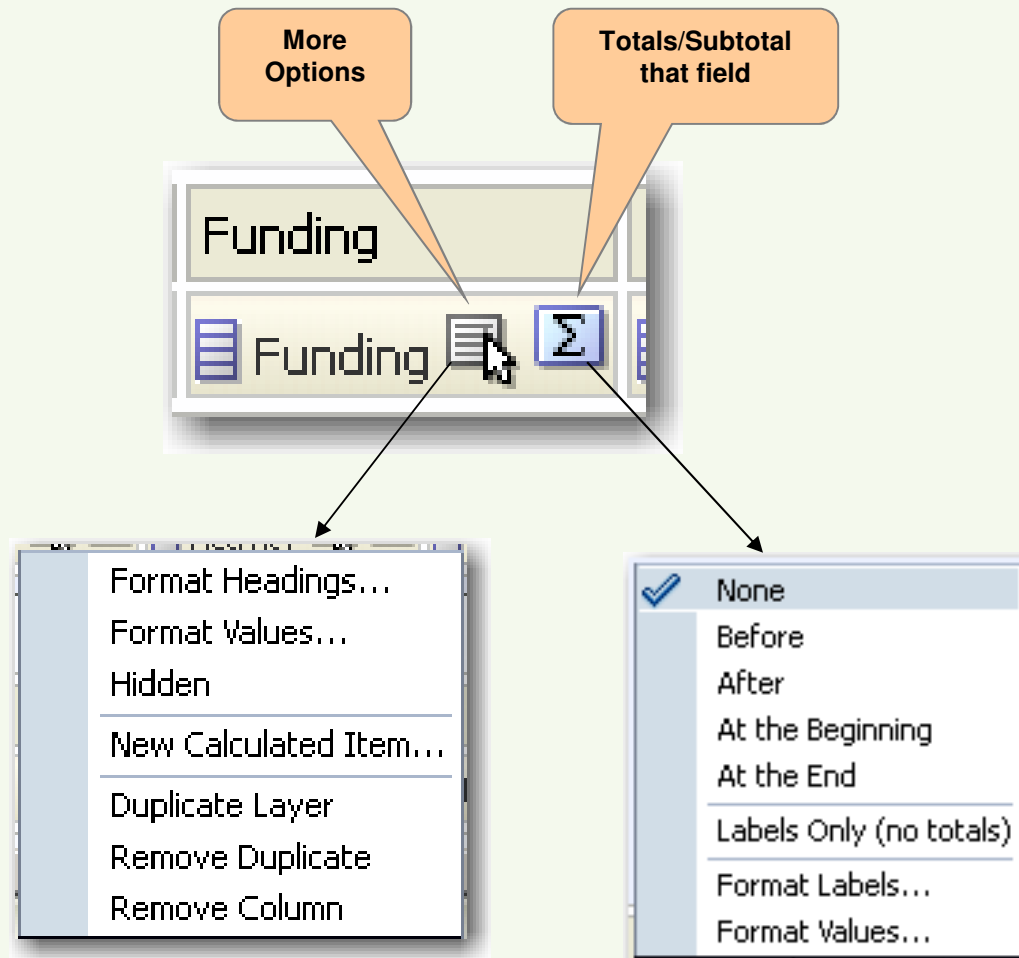 More
Options
Totals/Subtotal
that field
Funding
Funding Σ
Format Headings...
Format Values...
Hidden
New Calculated Item...
Duplicate Layer
Remove Duplicate
Remove Column
None
Before
After
At the Beginning
At the End
Labels Only (no totals)
Format Labels...
Format Values...